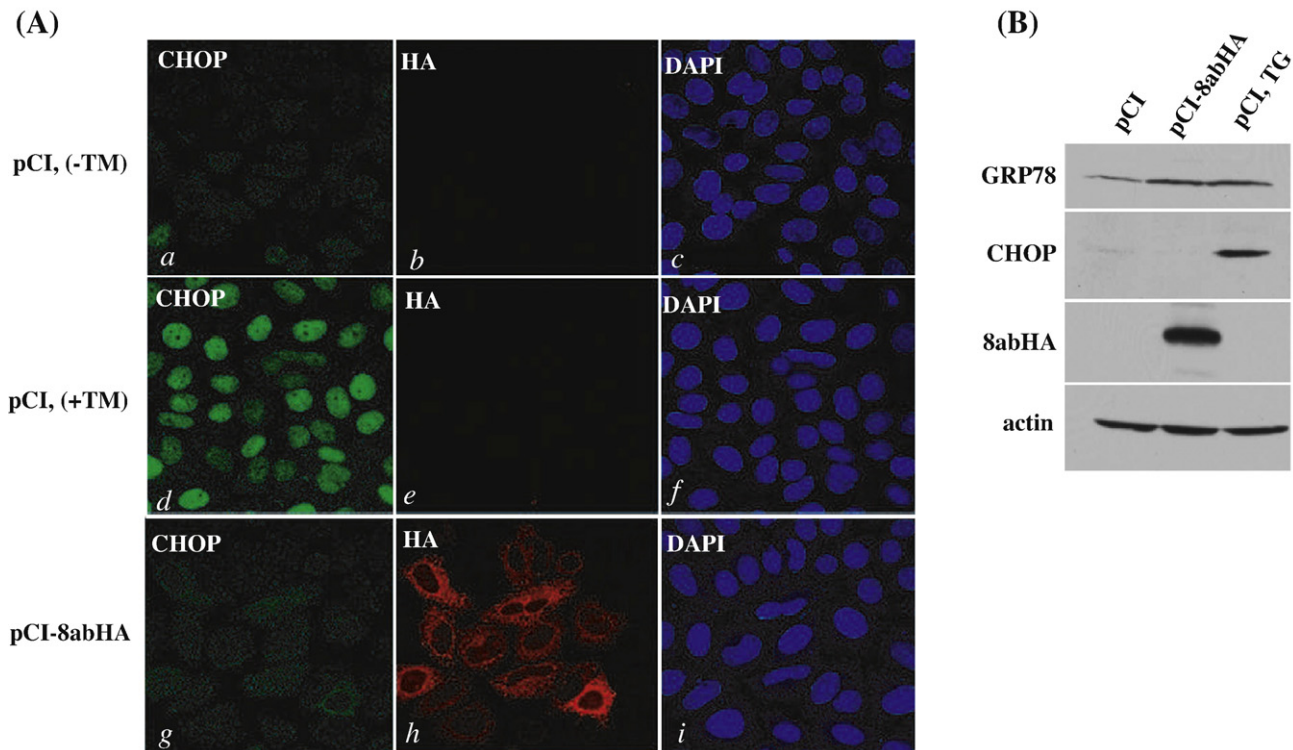 (A)
(B)
CHOP
HA
DAPI
pCI, (-TM)
a
b
c
CHOP
HA
DAPI
pCI, (+TM)
d
e
f
CHOP
HA
DAPI
pCI-8abHA
g
h
i
pCI
pCI-8abHA
pCI, TG
GRP78
CHOP
8abHA
actin